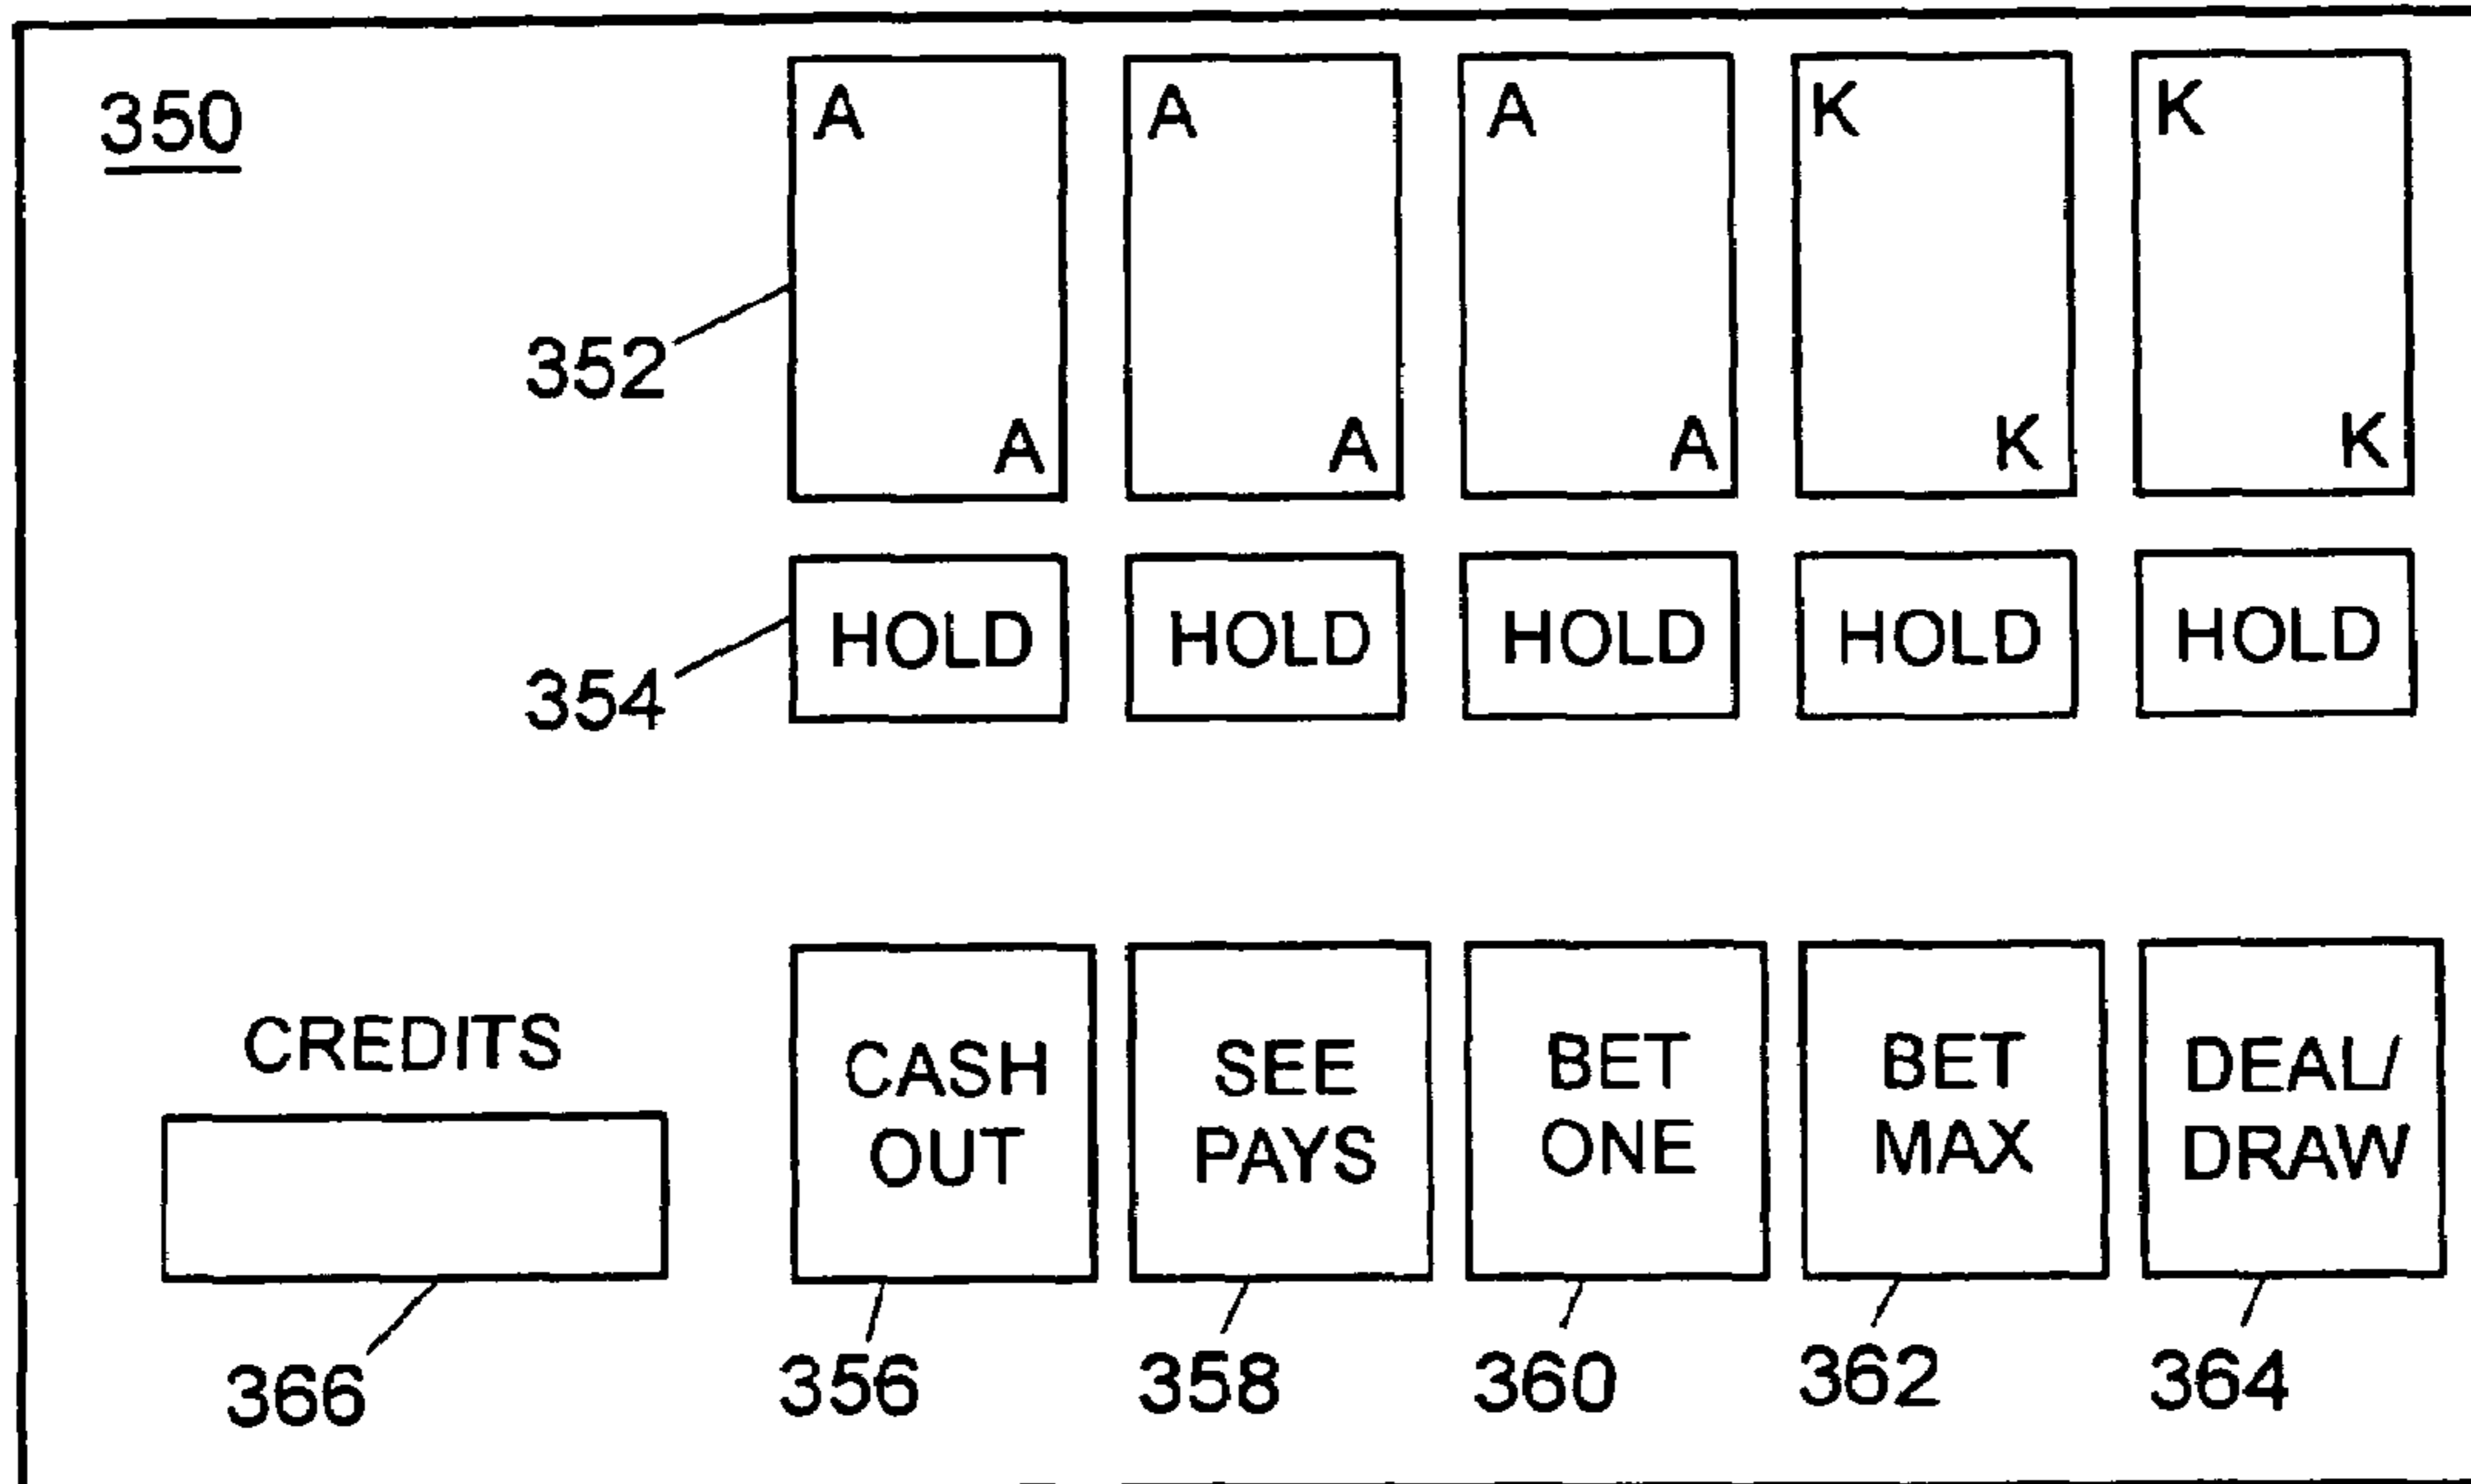 350
A A A K K
352
A A A K K
HOLD HOLD HOLD HOLD HOLD
354
CREDITS
CASH OUT
SEE PAYS
BET ONE
BET MAX
DEAL/ DRAW
366 356 358 360 362 364